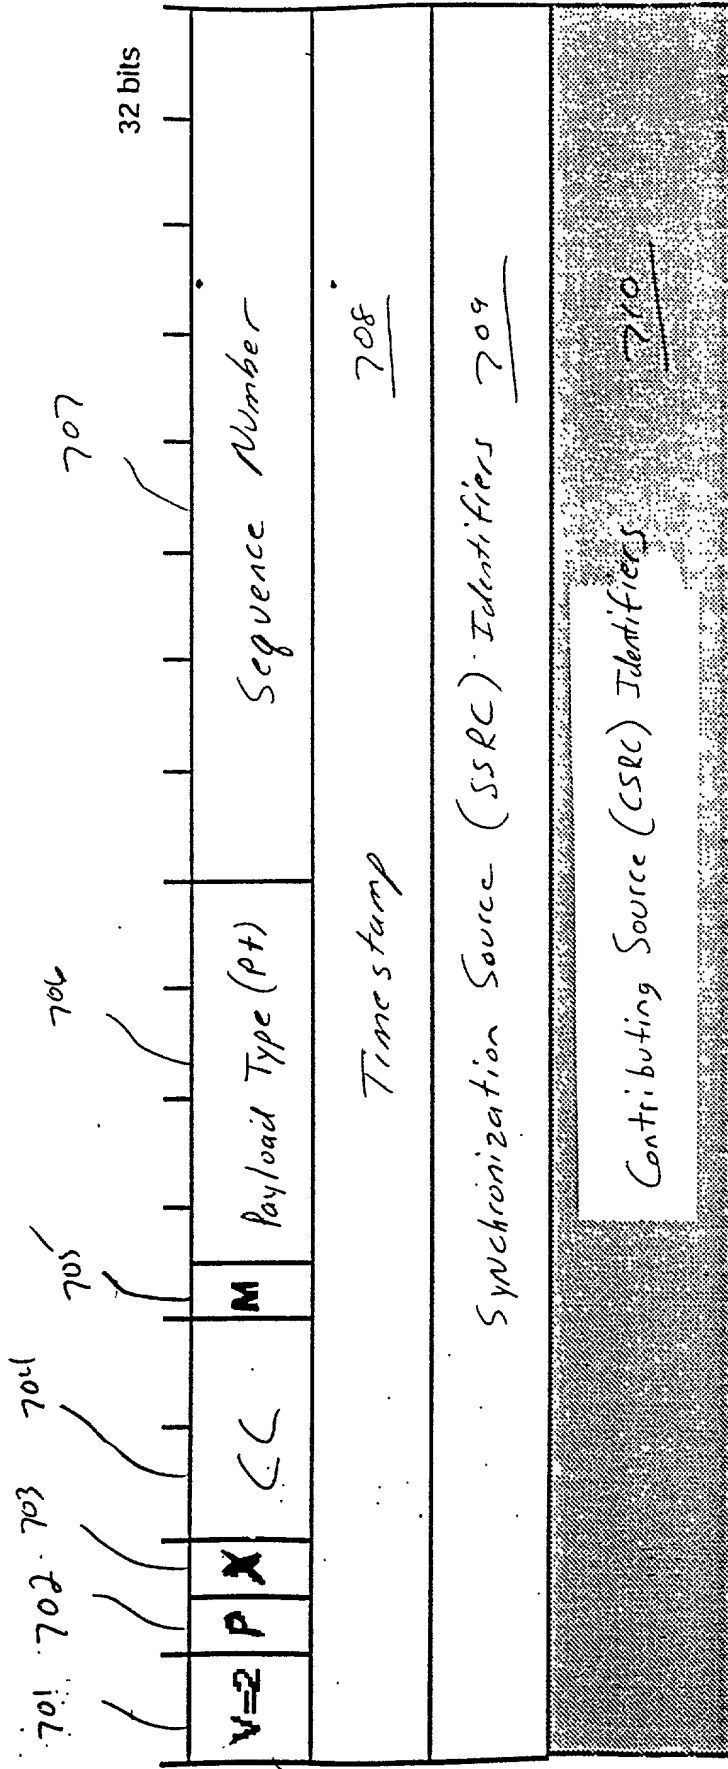 32 bits
701 702 703 704 705 706 707
V=2 P X CC M Payload Type (Pt) Sequence Number
Timestamp 708
Synchronization Source (SSRC) Identifiers 709
Contributing Source (CSRC) Identifiers 710